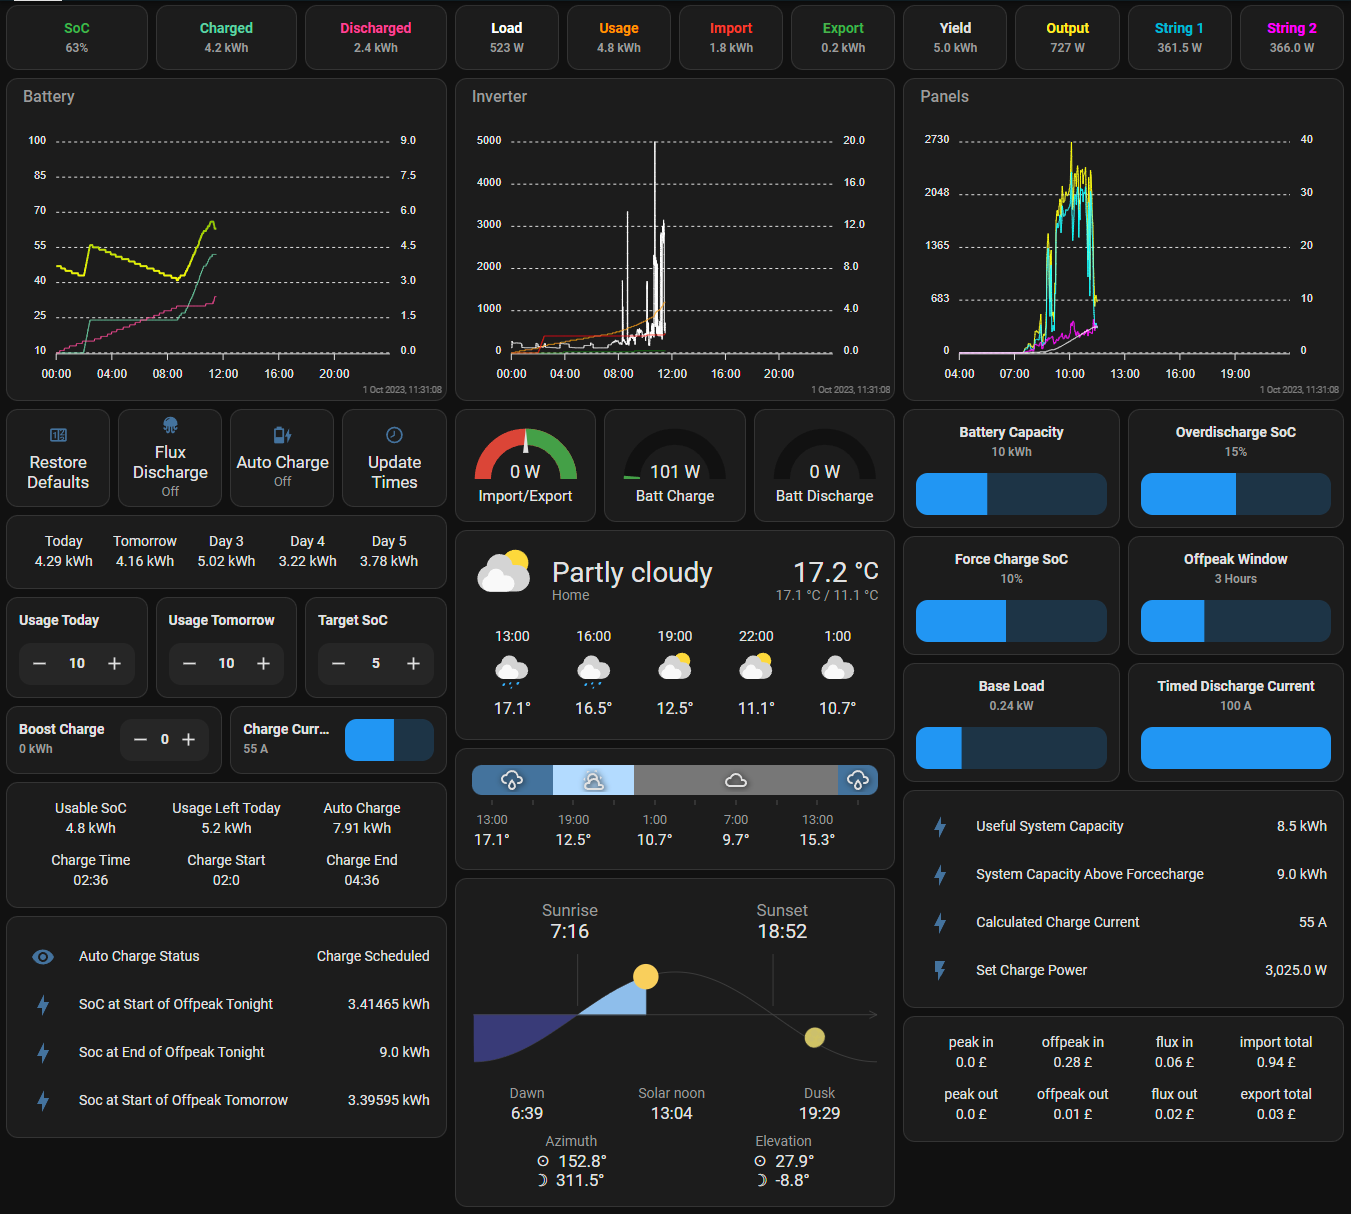 SoC
63%
Charged
4.2 kWh
Discharged
2.4 kWh
Load
523 W
Usage
4.8 kWh
Import
1.8 kWh
Export
0.2 kWh
Yield
5.0 kWh
Output
727 W
String 1
361.5 W
String 2
366.0 W
Battery
100 9.0
85 7.5
70 6.0
55 4.5
40 3.0
25 1.5
10 0.0
00:00 04:00 08:00 12:00 16:00 20:00
1 Oct 2023, 11:31:08
Inverter
5000 20.0
4000 16.0
3000 12.0
2000 8.0
1000 4.0
0 0.0
00:00 04:00 08:00 12:00 16:00 20:00
1 Oct 2023, 11:31:08
Panels
2730 40
2048 30
1365 20
683 10
0 0
04:00 07:00 10:00 13:00 16:00 19:00
1 Oct 2023, 11:31:08
Restore
Defaults
Flux
Discharge
Off
Auto Charge
Off
Update
Times
Today Tomorrow Day 3 Day 4 Day 5
4.29 kWh 4.16 kWh 5.02 kWh 3.22 kWh 3.78 kWh
Usage Today
− 10 +
Usage Tomorrow
− 10 +
Target SoC
− 5 +
Boost Charge
0 kWh
− 0 +
Charge Curr...
55 A
Usable SoC Usage Left Today Auto Charge
4.8 kWh 5.2 kWh 7.91 kWh
Charge Time Charge Start Charge End
02:36 02:0 04:36
Auto Charge Status Charge Scheduled
SoC at Start of Offpeak Tonight 3.41465 kWh
Soc at End of Offpeak Tonight 9.0 kWh
Soc at Start of Offpeak Tomorrow 3.39595 kWh
0 W
Import/Export
101 W
Batt Charge
0 W
Batt Discharge
Partly cloudy 17.2 °C
Home 17.1 °C / 11.1 °C
13:00 16:00 19:00 22:00 1:00
17.1° 16.5° 12.5° 11.1° 10.7°
13:00 19:00 1:00 7:00 13:00
17.1° 12.5° 10.7° 9.7° 15.3°
Sunrise Sunset
7:16 18:52
Dawn Solar noon Dusk
6:39 13:04 19:29
Azimuth Elevation
152.8° 27.9°
311.5° -8.8°
Battery Capacity
10 kWh
Overdischarge SoC
15%
Force Charge SoC
10%
Offpeak Window
3 Hours
Base Load
0.24 kW
Timed Discharge Current
100 A
Useful System Capacity 8.5 kWh
System Capacity Above Forcecharge 9.0 kWh
Calculated Charge Current 55 A
Set Charge Power 3,025.0 W
peak in offpeak in flux in import total
0.0 £ 0.28 £ 0.06 £ 0.94 £
peak out offpeak out flux out export total
0.0 £ 0.01 £ 0.02 £ 0.03 £